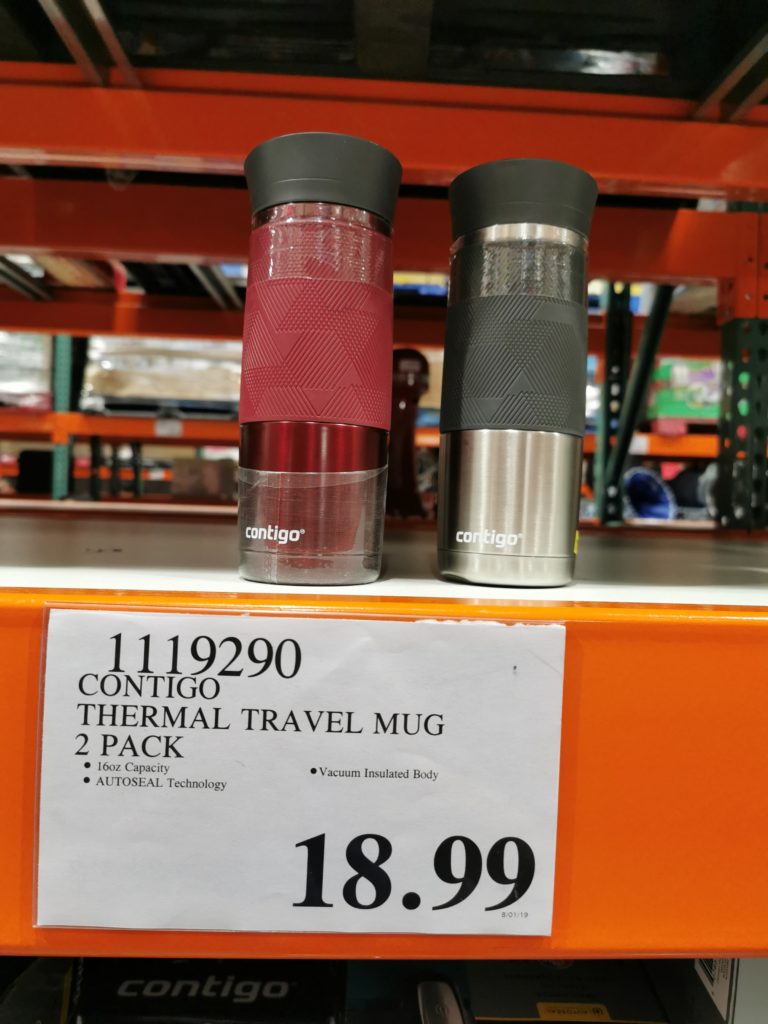 contigo®
contigo®
1119290
CONTIGO
THERMAL TRAVEL MUG
2 PACK
• 16oz Capacity
• AUTOSEAL Technology
• Vacuum Insulated Body
18.99
8/01/19
contigo
AUTOSEAL